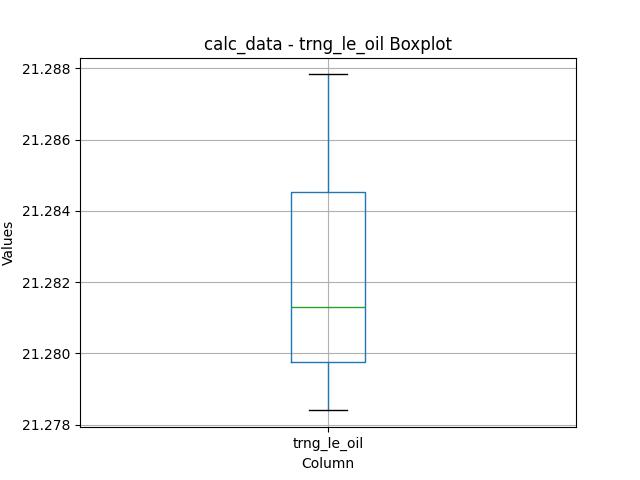 calc_data - trng_le_oil Boxplot
21.288
21.286
21.284
21.282
21.280
21.278
Values
trng_le_oil
Column